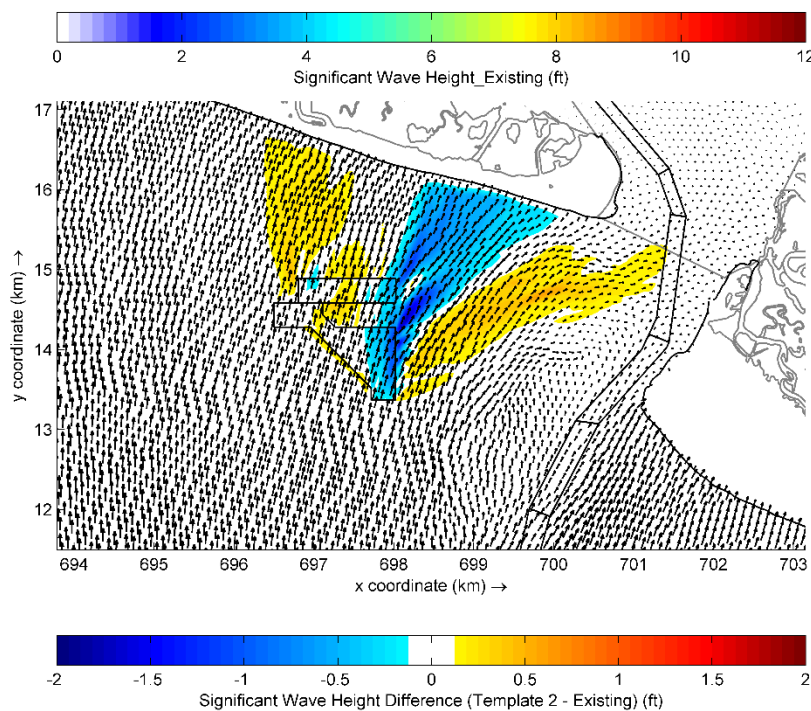 0 2 4 6 8 10 12
Significant Wave Height_Existing (ft)
17
16
15
14
13
12
y coordinate (km) →
694 695 696 697 698 699 700 701 702 703
x coordinate (km) →
-2 -1.5 -1 -0.5 0 0.5 1 1.5 2
Significant Wave Height Difference (Template 2 - Existing) (ft)